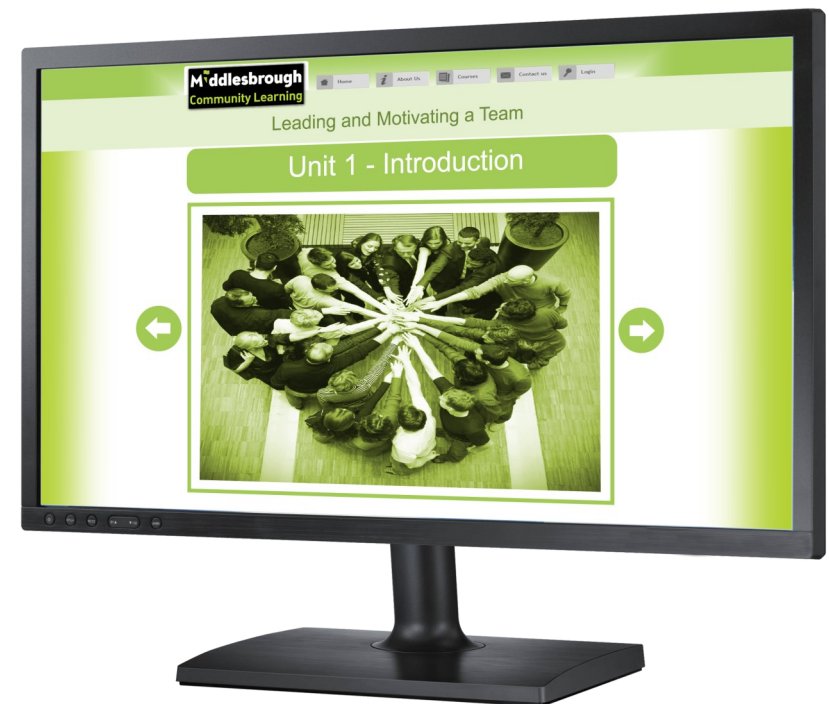 Middlesbrough
Community Learning
Home
About Us
Courses
Contact us
Login
Leading and Motivating a Team
Unit 1 - Introduction